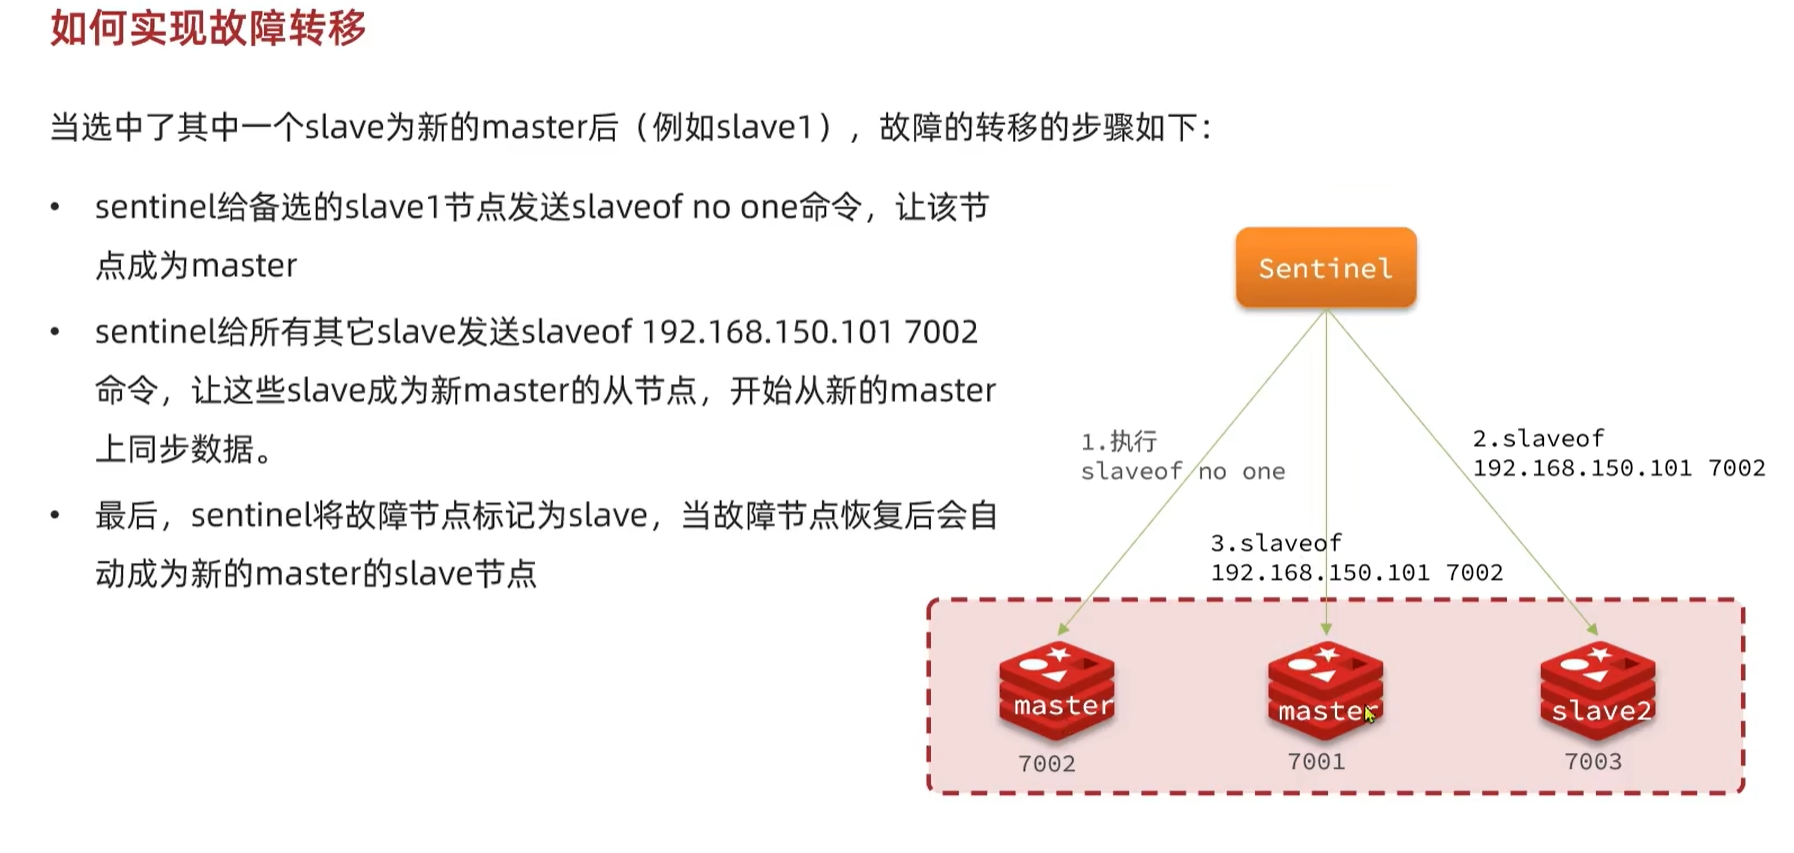 如何实现故障转移
当选中了其中一个slave为新的master后（例如slave1），故障的转移的步骤如下：
• sentinel给备选的slave1节点发送slaveof no one命令，让该节
点成为master
• sentinel给所有其它slave发送slaveof 192.168.150.101 7002
命令，让这些slave成为新master的从节点，开始从新的master
上同步数据。
• 最后，sentinel将故障节点标记为slave，当故障节点恢复后会自
动成为新的master的slave节点
Sentinel
1.执行
slaveof no one
2.slaveof
192.168.150.101 7002
3.slaveof
192.168.150.101 7002
master
master
slave2
7002
7001
7003